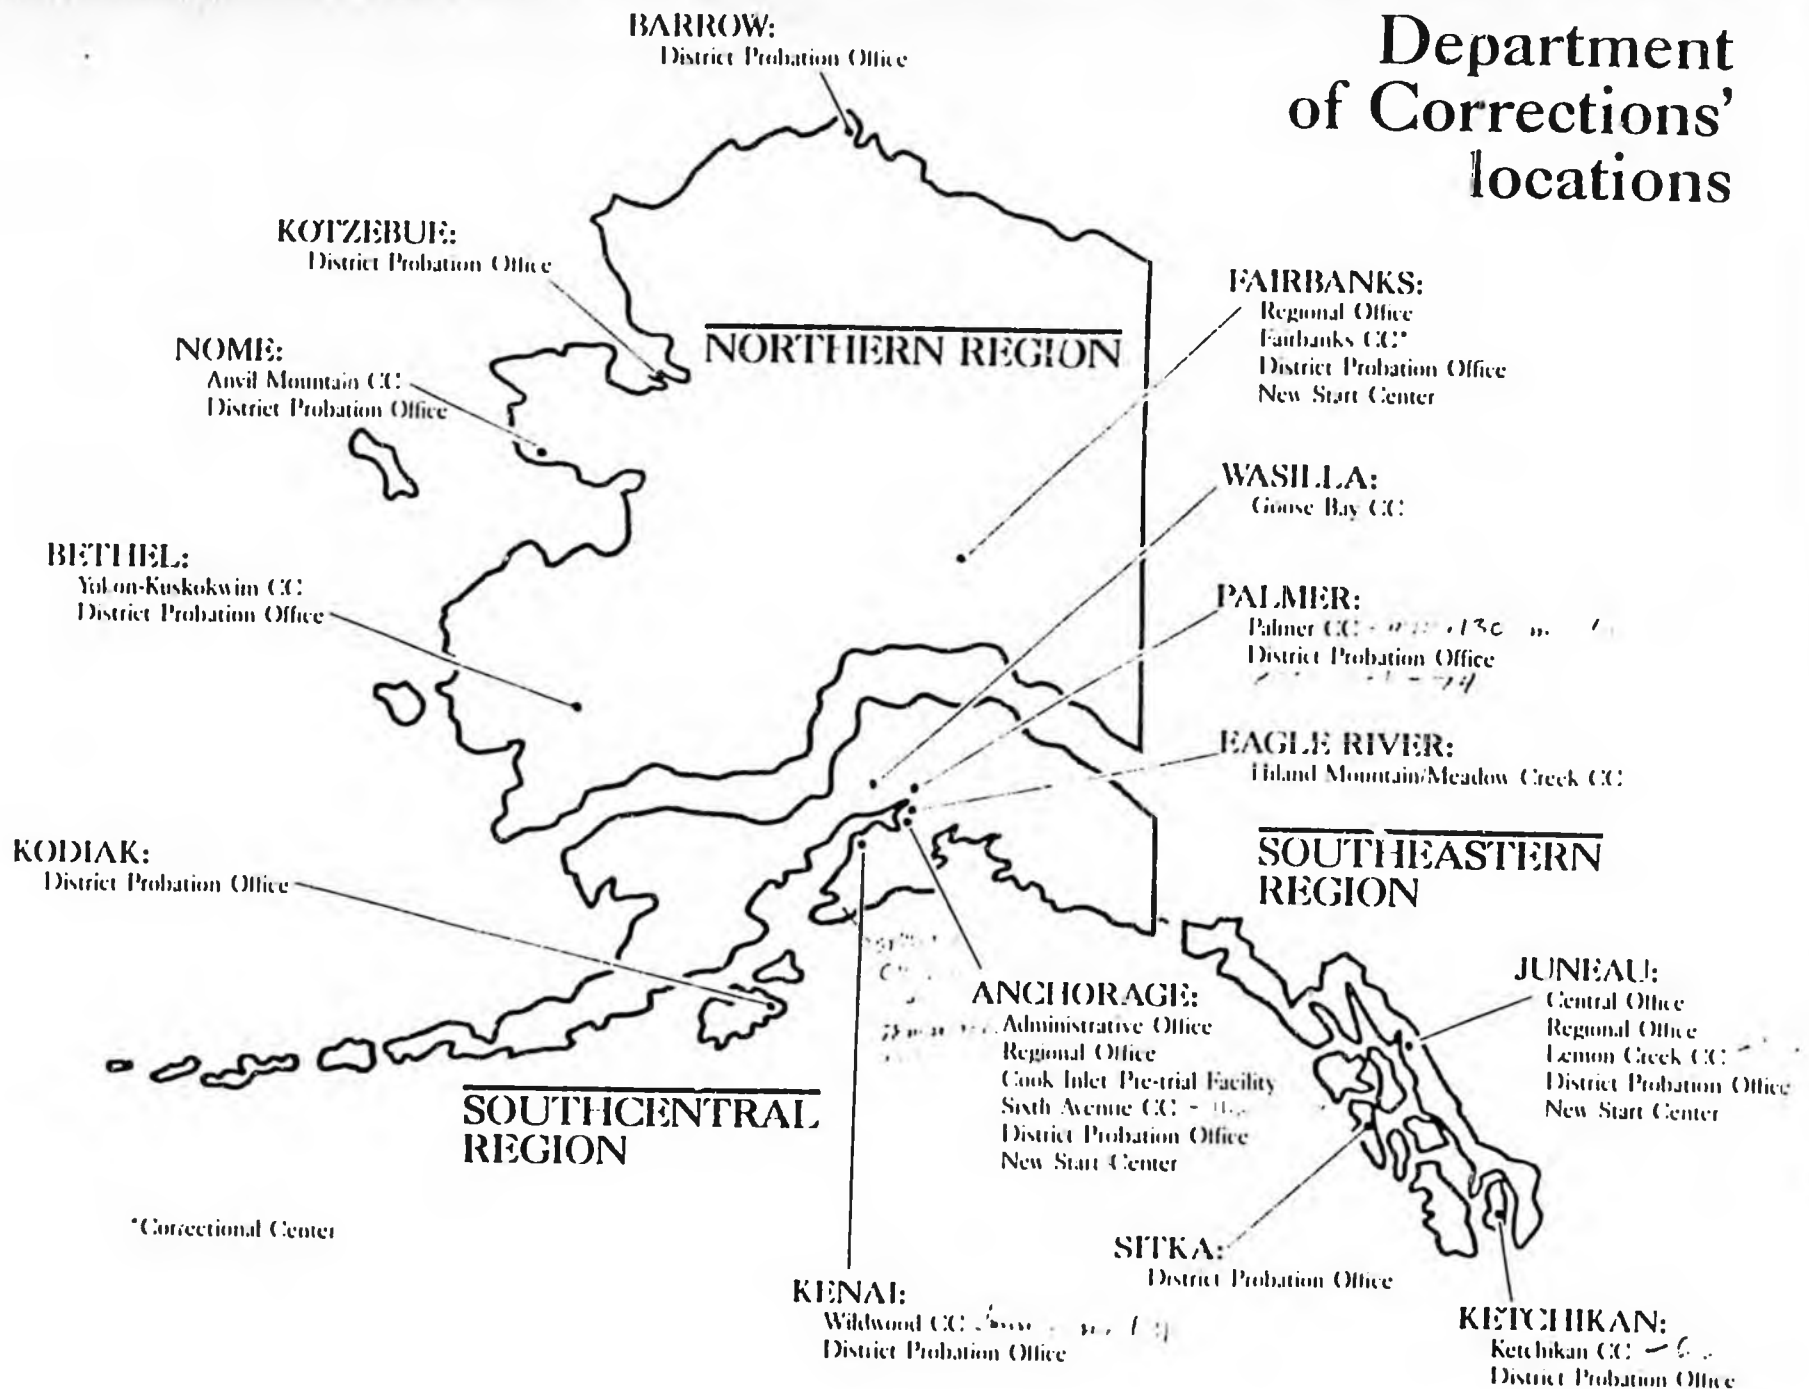 Department
of Corrections'
locations
BARROW:
District Probation Office
KOTZEBUE:
District Probation Office
NORTHERN REGION
NOME:
Anvil Mountain CC
District Probation Office
FAIRBANKS:
Regional Office
Fairbanks CC*
District Probation Office
New Start Center
WASILLA:
Goose Bay CC
BETHEL:
Yukon-Kuskokwim CC
District Probation Office
PALMER:
Palmer CC
District Probation Office
EAGLE RIVER:
Hiland Mountain/Meadow Creek CC
KODIAK:
District Probation Office
SOUTHEASTERN
REGION
JUNEAU:
Central Office
Regional Office
Lemon Creek CC
District Probation Office
New Start Center
ANCHORAGE:
Administrative Office
Regional Office
Cook Inlet Pre-trial Facility
Sixth Avenue CC
District Probation Office
New Start Center
SOUTHCENTRAL
REGION
*Correctional Center
SITKA:
District Probation Office
KENAI:
Wildwood CC
District Probation Office
KETCHIKAN:
Ketchikan CC
District Probation Office